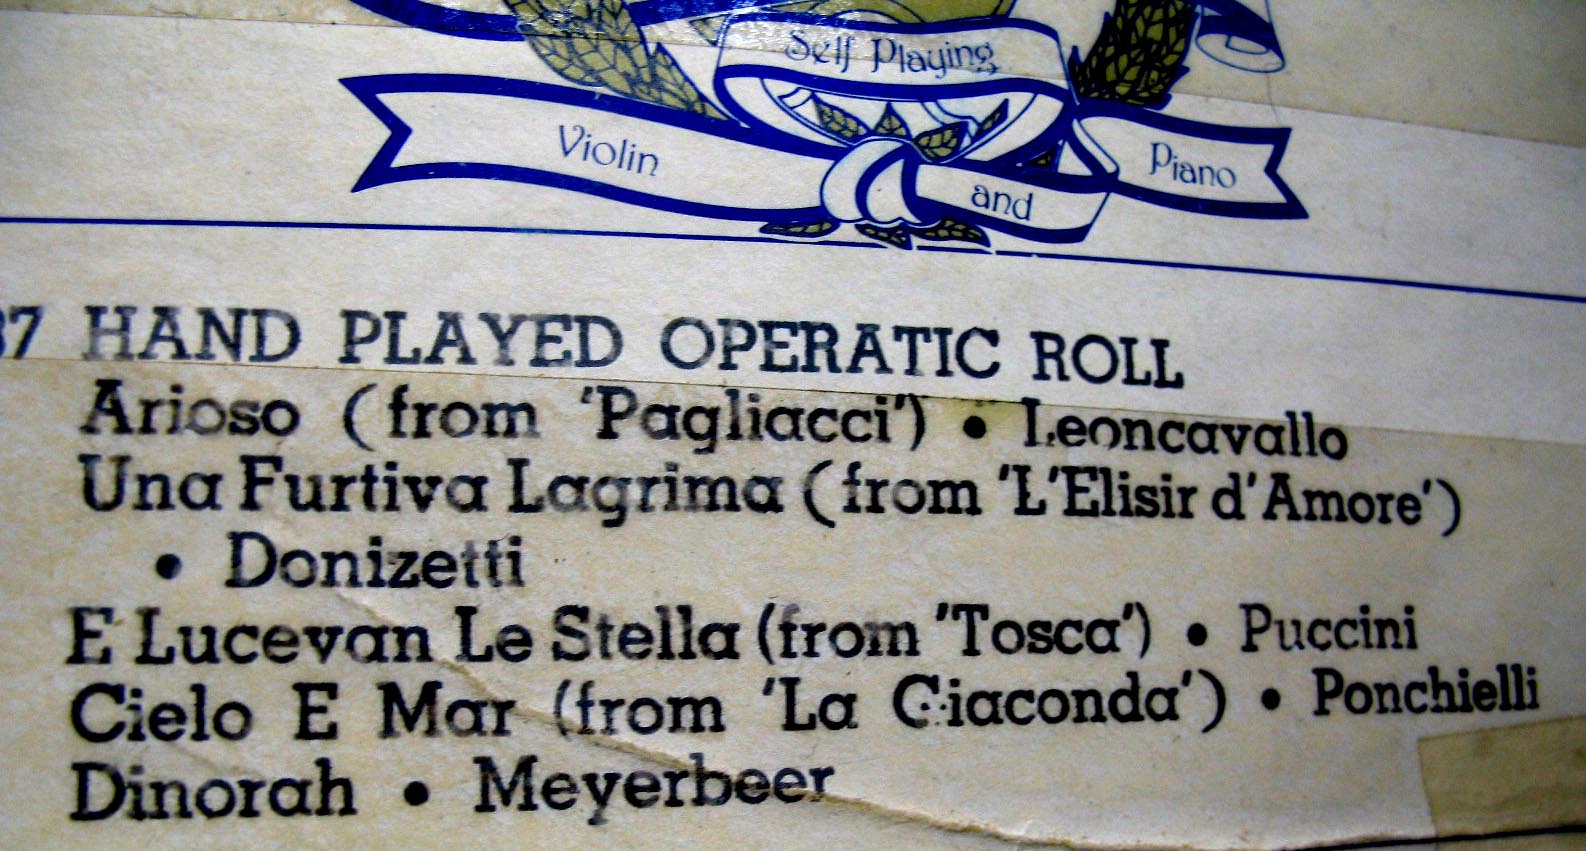 Self Playing
Violin and Piano
7 HAND PLAYED OPERATIC ROLL
Arioso (from 'Pagliacci') • Leoncavallo
Una Furtiva Lagrima (from 'L'Elisir d'Amore')
• Donizetti
E Lucevan Le Stella (from 'Tosca') • Puccini
Cielo E Mar (from 'La Giaconda') • Ponchielli
Dinorah • Meyerbeer